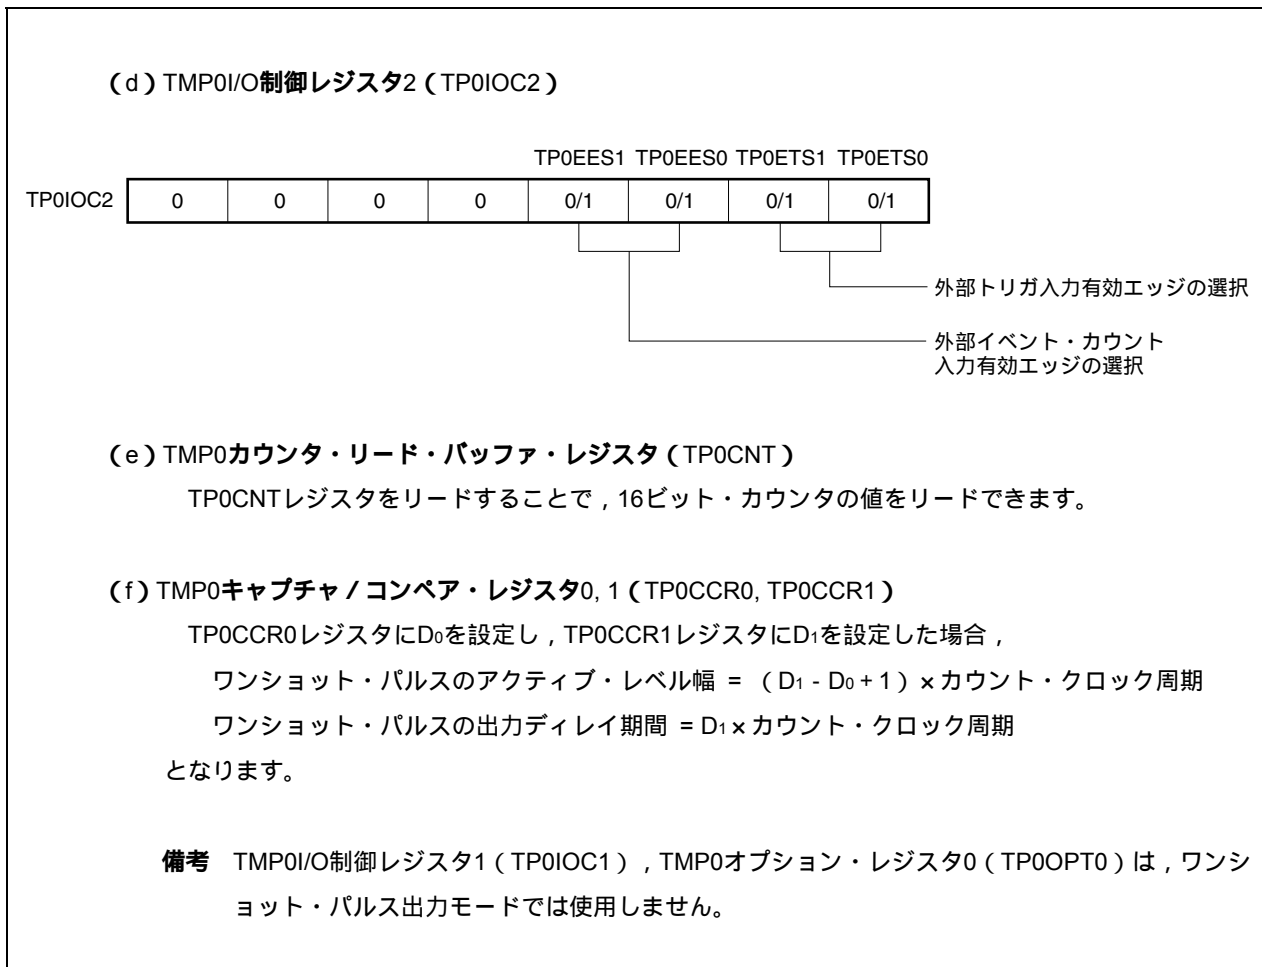 （d）TMP0I/O制御レジスタ2（TP0IOC2）
TP0EES1 TP0EES0 TP0ETS1 TP0ETS0
TP0IOC2 0 0 0 0 0/1 0/1 0/1 0/1
外部トリガ入力有効エッジの選択
外部イベント・カウント
入力有効エッジの選択
（e）TMP0カウンタ・リード・バッファ・レジスタ（TP0CNT）
TP0CNTレジスタをリードすることで，16ビット・カウンタの値をリードできます。
（f）TMP0キャプチャ／コンペア・レジスタ0, 1（TP0CCR0, TP0CCR1）
TP0CCR0レジスタにD0を設定し，TP0CCR1レジスタにD1を設定した場合，
ワンショット・パルスのアクティブ・レベル幅 = （D1 - D0 + 1）×カウント・クロック周期
ワンショット・パルスの出力ディレイ期間 = D1×カウント・クロック周期
となります。
備考 TMP0I/O制御レジスタ1（TP0IOC1），TMP0オプション・レジスタ0（TP0OPT0）は，ワンシ
ョット・パルス出力モードでは使用しません。